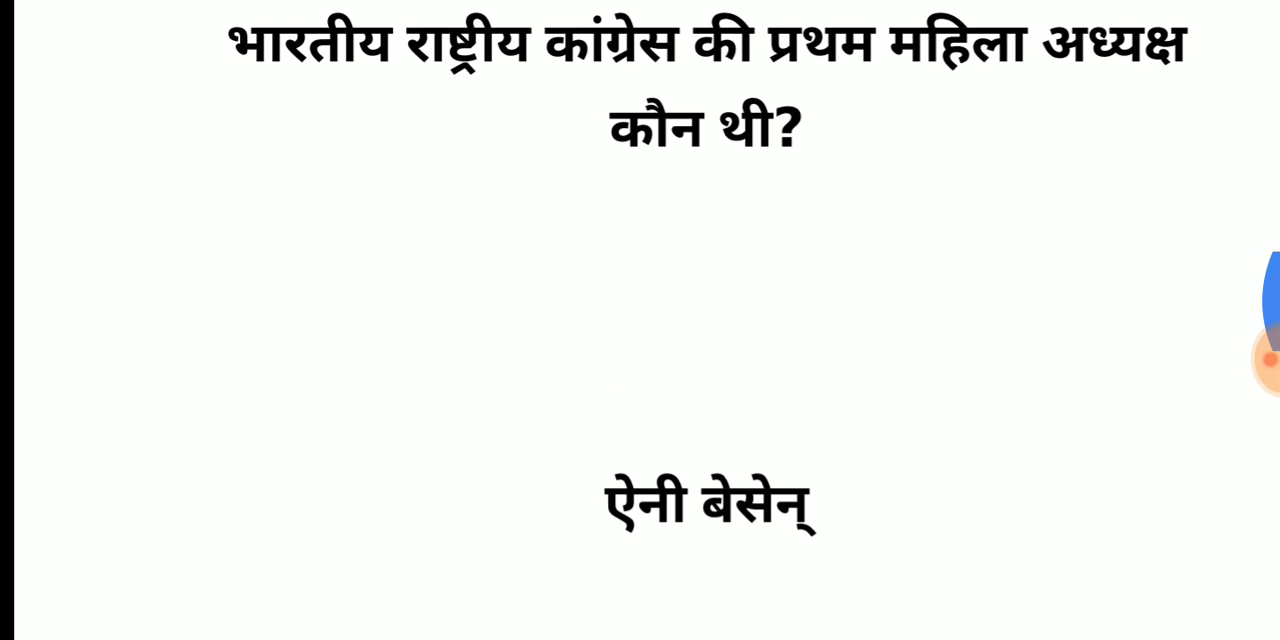 भारतीय राष्ट्रीय कांग्रेस की प्रथम महिला अध्यक्ष
कौन थी?
ऐनी बेसेन्